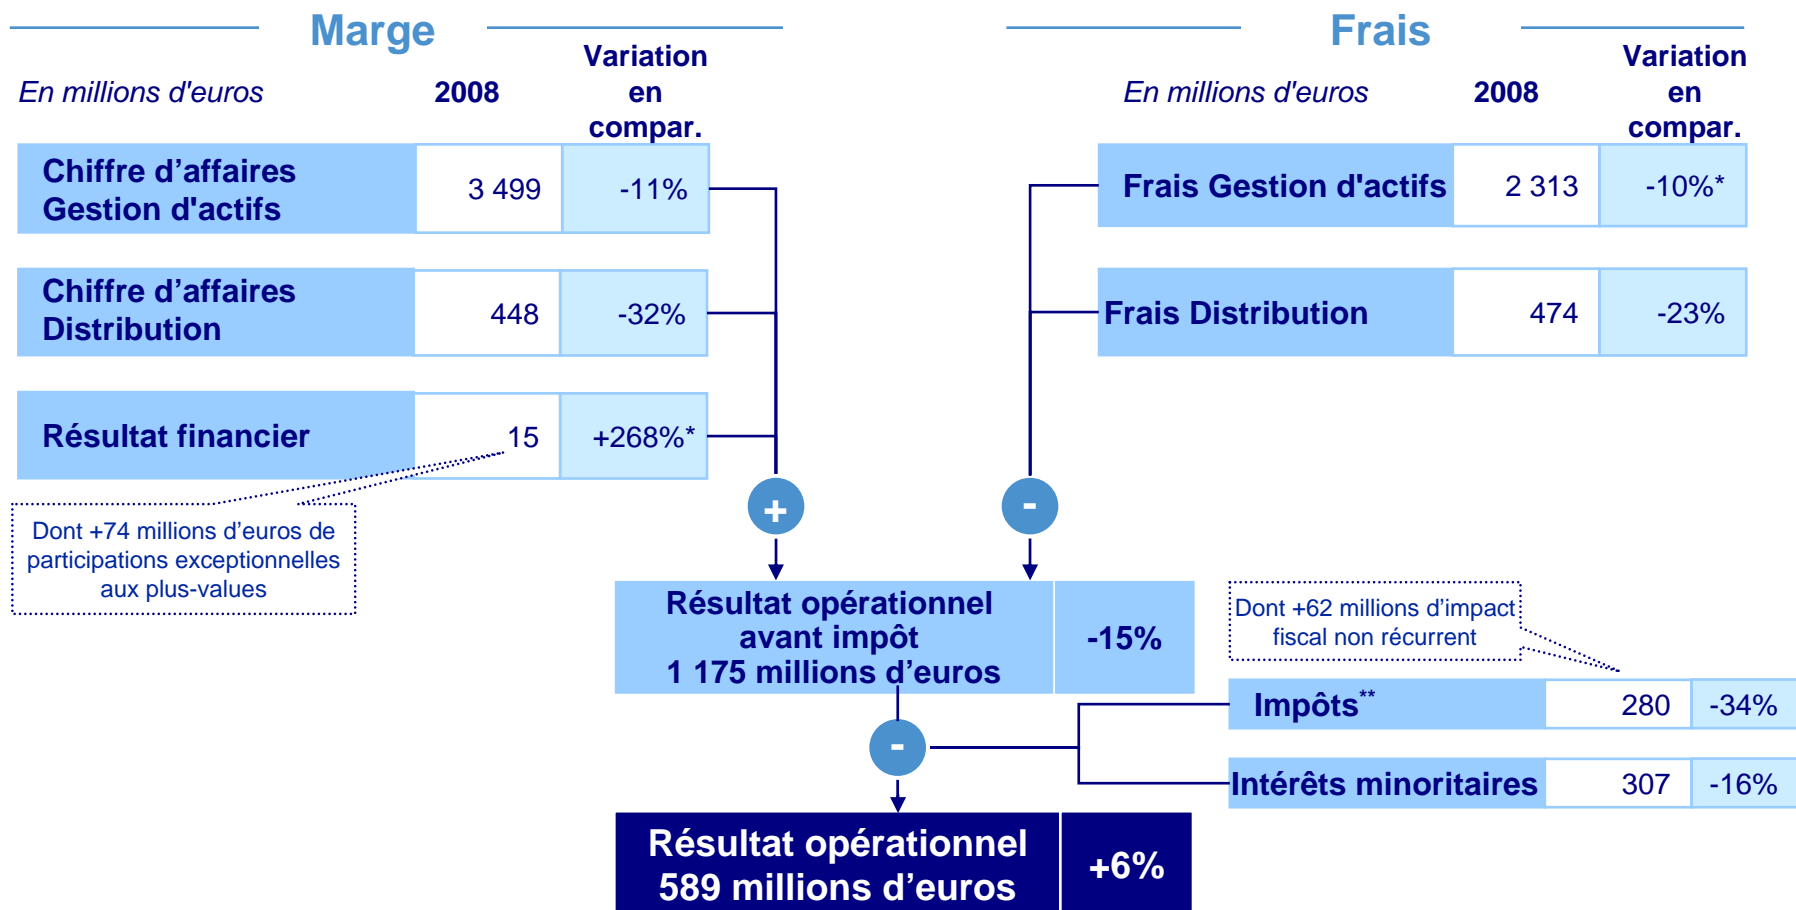 Marge
En millions d'euros
2008
Variation
en
compar.
Chiffre d’affaires
Gestion d'actifs
3 499
-11%
Chiffre d’affaires
Distribution
448
-32%
Résultat financier
15
+268%*
Dont +74 millions d’euros de
participations exceptionnelles
aux plus-values
Frais
En millions d'euros
2008
Variation
en
compar.
Frais Gestion d'actifs
2 313
-10%*
Frais Distribution
474
-23%
+
-
Résultat opérationnel
avant impôt
1 175 millions d’euros
-15%
Dont +62 millions d’impact
fiscal non récurrent
Impôts**
280
-34%
-
Intérêts minoritaires
307
-16%
Résultat opérationnel
589 millions d’euros
+6%